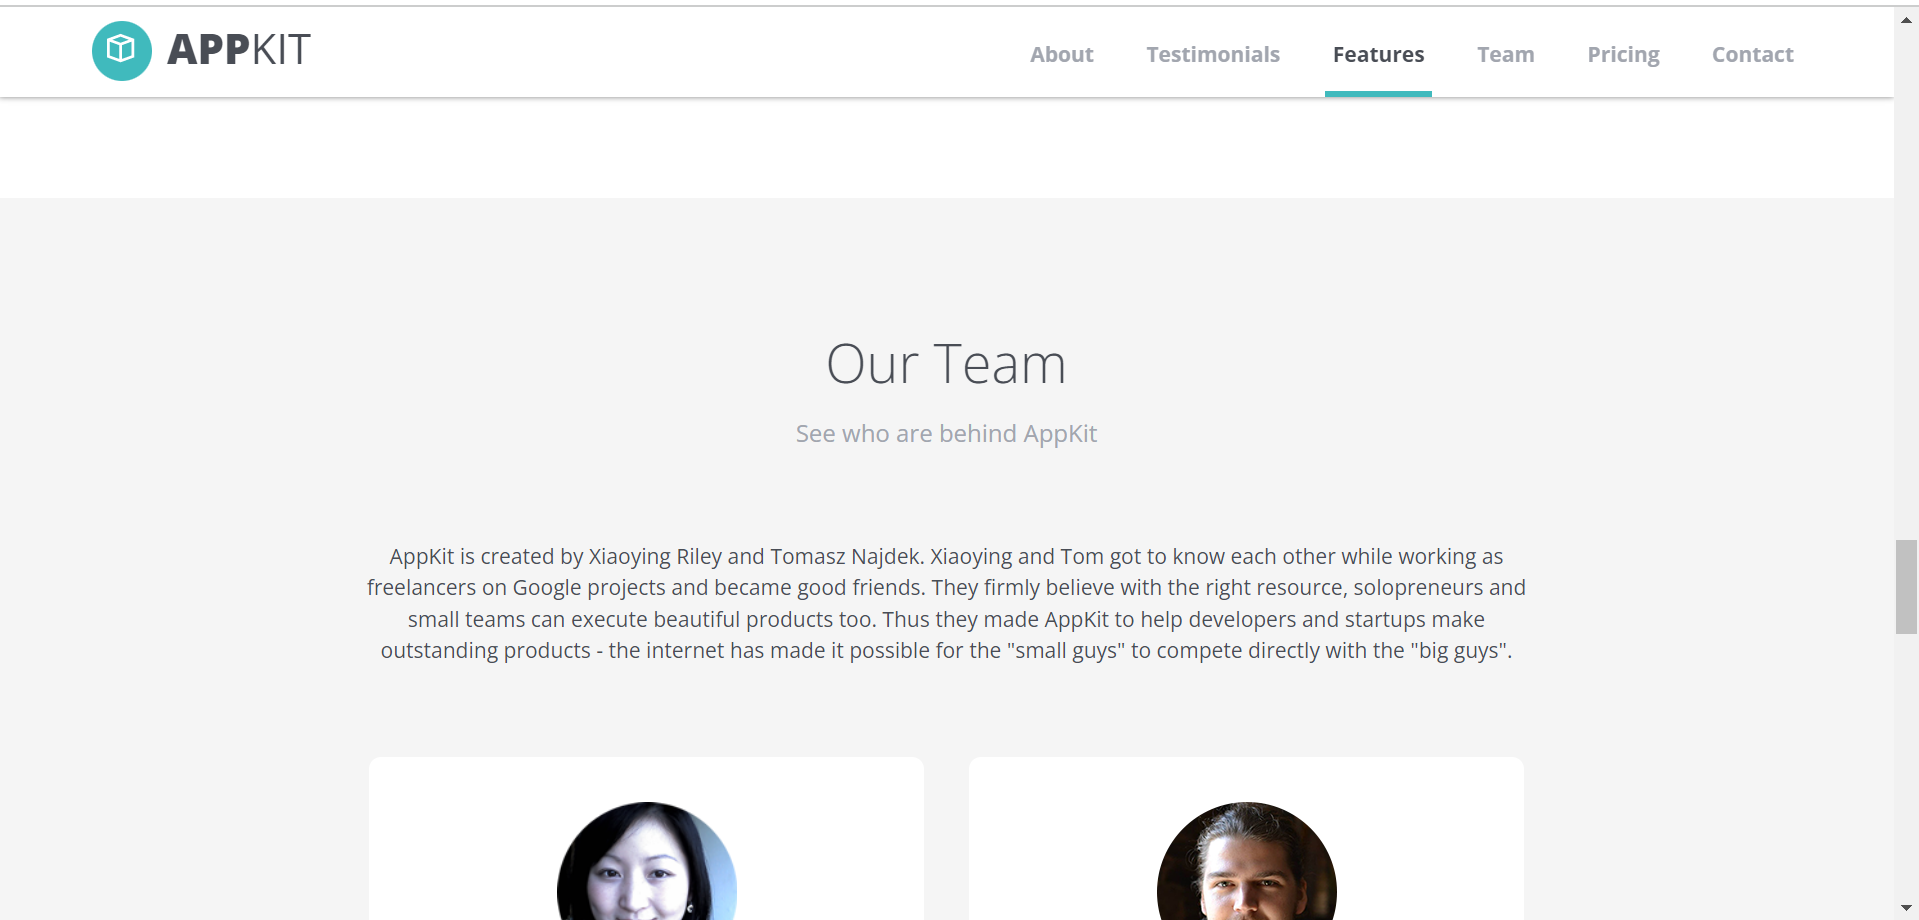 APPKIT
About Testimonials Features Team Pricing Contact
Our Team
See who are behind AppKit
AppKit is created by Xiaoying Riley and Tomasz Najdek. Xiaoying and Tom got to know each other while working as
freelancers on Google projects and became good friends. They firmly believe with the right resource, solopreneurs and
small teams can execute beautiful products too. Thus they made AppKit to help developers and startups make
outstanding products - the internet has made it possible for the "small guys" to compete directly with the "big guys".